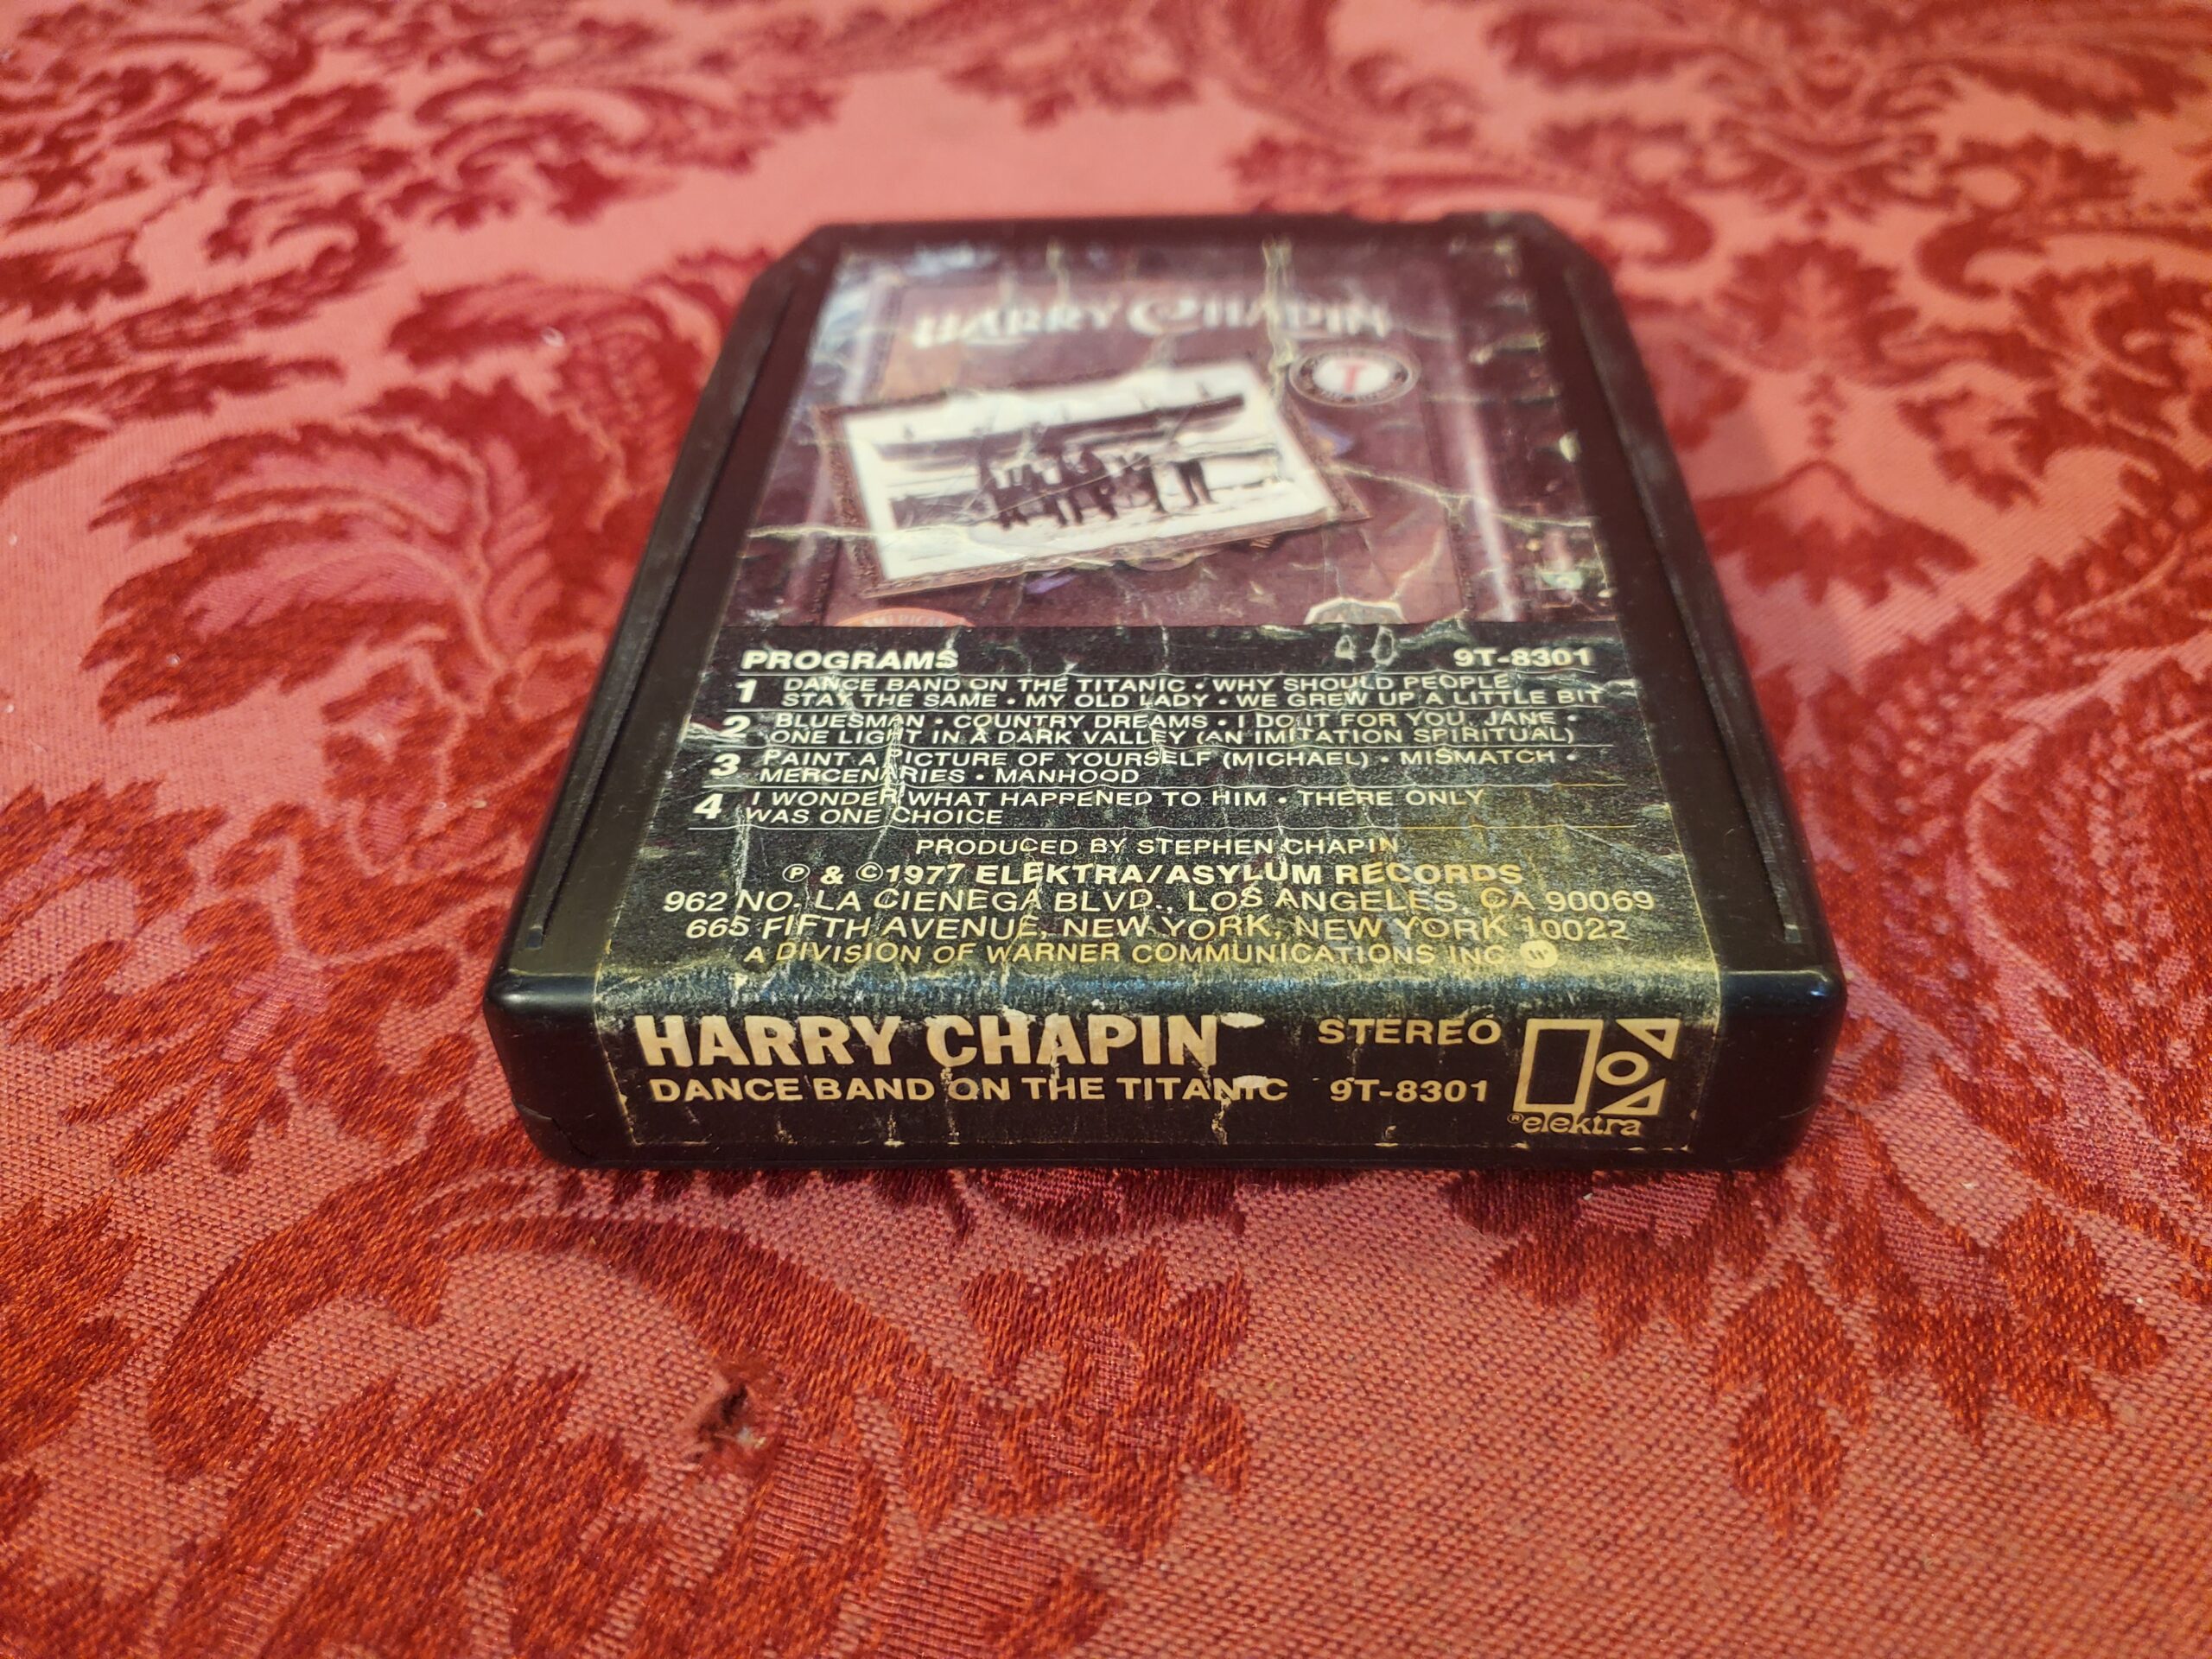 HARRY CHAPIN
I
AMERICAN
PROGRAMS 9T-8301
1 DANCE BAND ON THE TITANIC • WHY SHOULD PEOPLE
STAY THE SAME • MY OLD LADY • WE GREW UP A LITTLE BIT
2 BLUESMAN • COUNTRY DREAMS • I DO IT FOR YOU, JANE •
ONE LIGHT IN A DARK VALLEY (AN IMITATION SPIRITUAL)
3 PAINT A PICTURE OF YOURSELF (MICHAEL) • MISMATCH •
MERCENARIES • MANHOOD
4 I WONDER WHAT HAPPENED TO HIM • THERE ONLY
WAS ONE CHOICE
PRODUCED BY STEPHEN CHAPIN
℗ & ©1977 ELEKTRA/ASYLUM RECORDS
962 NO. LA CIENEGA BLVD., LOS ANGELES, CA 90069
665 FIFTH AVENUE, NEW YORK, NEW YORK 10022
A DIVISION OF WARNER COMMUNICATIONS INC.
HARRY CHAPIN STEREO
DANCE BAND ON THE TITANIC 9T-8301
®elektra